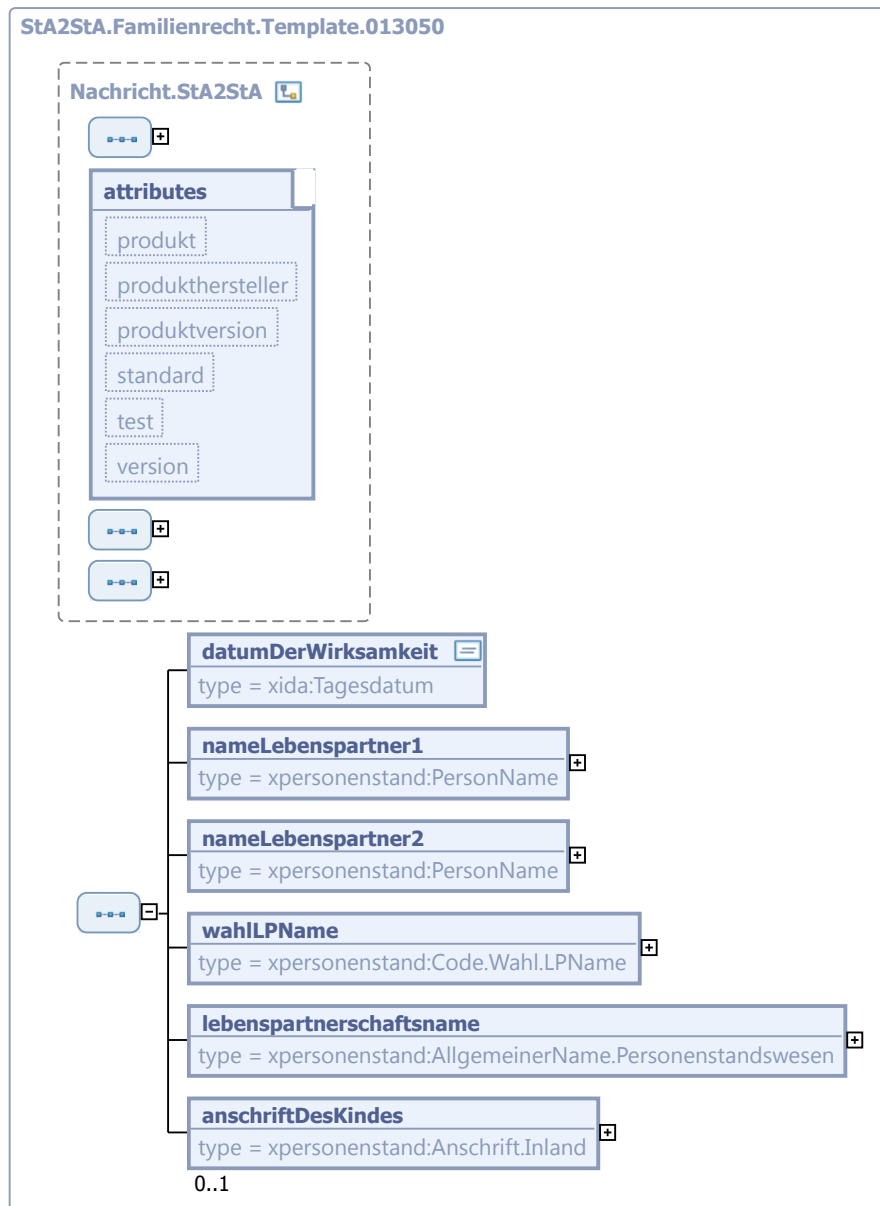 StA2StA.Familienrecht.Template.013050
Nachricht.StA2StA
attributes
produkt
produkthersteller
produktversion
standard
test
version
datumDerWirksamkeit
type = xida:Tagesdatum
nameLebenspartner1
type = xpersonenstand:PersonName
nameLebenspartner2
type = xpersonenstand:PersonName
wahlLPName
type = xpersonenstand:Code.Wahl.LPName
lebenspartnerschaftsname
type = xpersonenstand:AllgemeinerName.Personenstandswesen
anschriftDesKindes
type = xpersonenstand:Anschrift.Inland
0..1